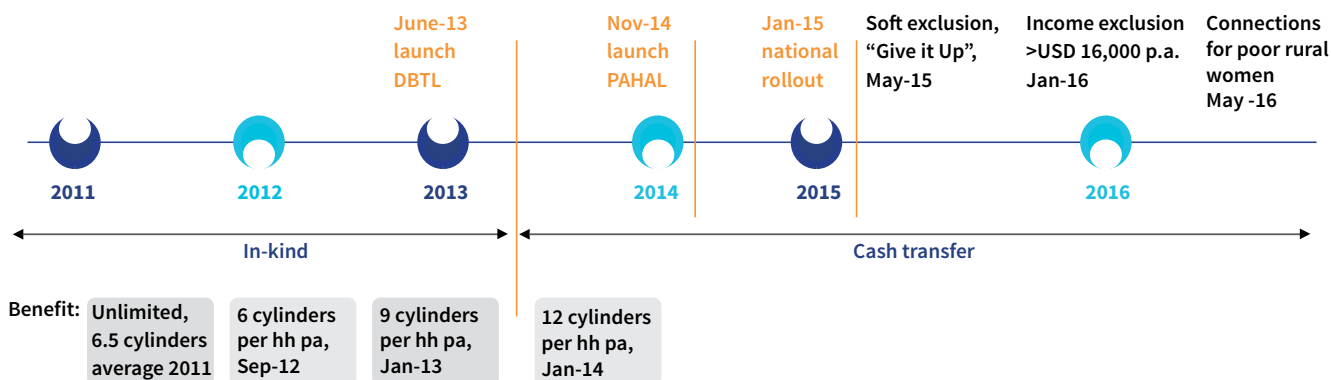 June-13
launch
DBTL
Nov-14
launch
PAHAL
Jan-15
national
rollout
Soft exclusion,
“Give it Up”,
May-15
Income exclusion
>USD 16,000 p.a.
Jan-16
Connections
for poor rural
women
May -16
2011
2012
2013
2014
2015
2016
In-kind
Cash transfer
Benefit:
Unlimited,
6.5 cylinders
average 2011
6 cylinders
per hh pa,
Sep-12
9 cylinders
per hh pa,
Jan-13
12 cylinders
per hh pa,
Jan-14